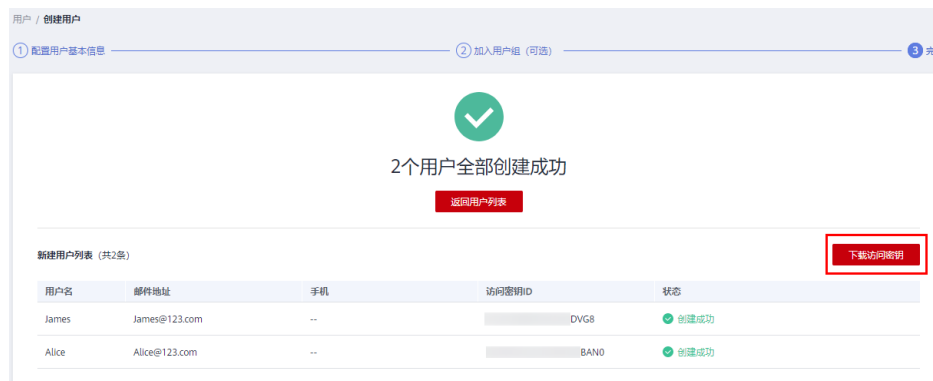 用户 / 创建用户
1 配置用户基本信息 2 加入用户组 (可选) 3
2个用户全部创建成功
返回用户列表
新建用户列表 (共2条) 下载访问密钥
用户名 邮件地址 手机 访问密钥ID 状态
James James@123.com -- DVG8 创建成功
Alice Alice@123.com -- BAN0 创建成功